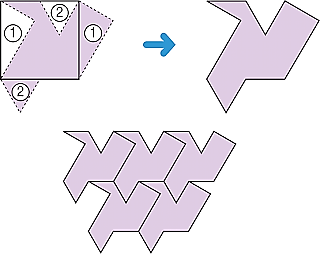 ② 
① ①
②